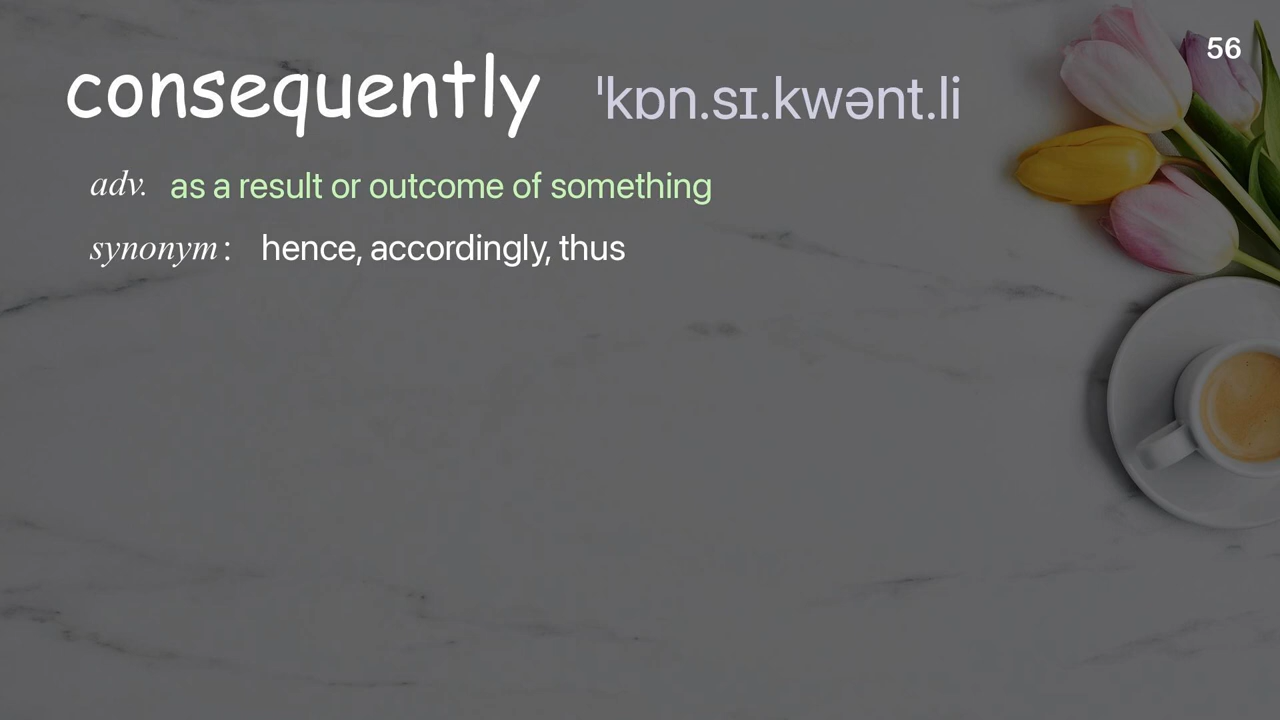 56
consequently ˈkɒn.sɪ.kwənt.li
adv. as a result or outcome of something
synonym : hence, accordingly, thus